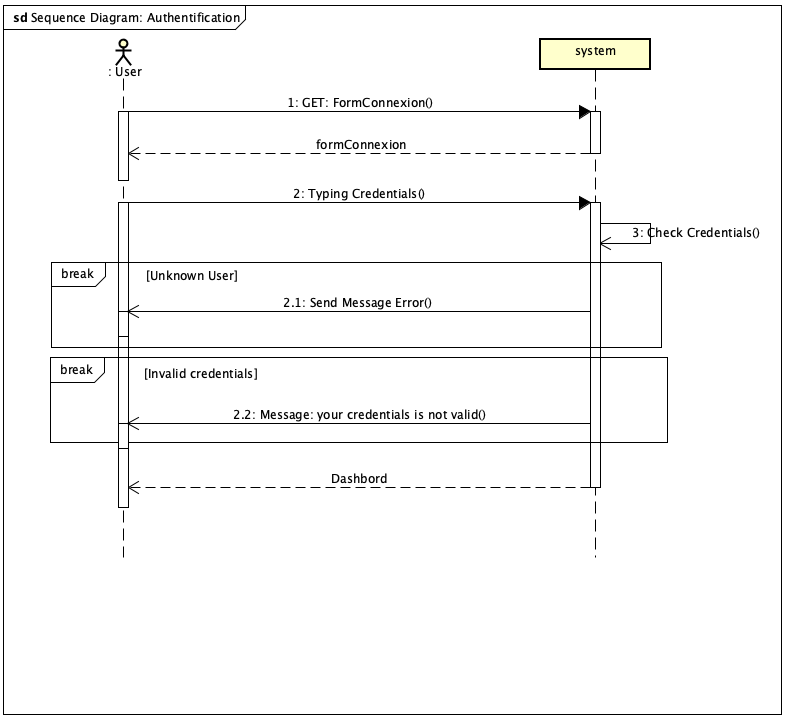 sd Sequence Diagram: Authentification
: User
system
1: GET: FormConnexion()
formConnexion
2: Typing Credentials()
3: Check Credentials()
break
[Unknown User]
2.1: Send Message Error()
break
[Invalid credentials]
2.2: Message: your credentials is not valid()
Dashbord